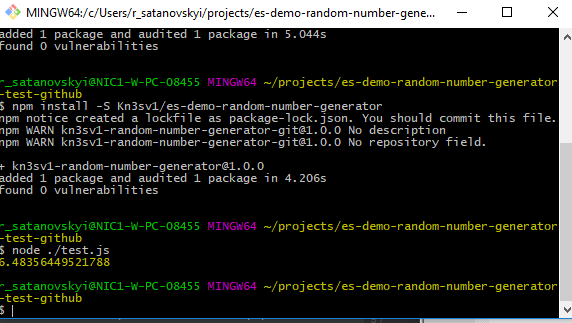 MINGW64:/c/Users/r_satanovskyi/projects/es-demo-random-number-gene...
added 1 package and audited 1 package in 5.044s
found 0 vulnerabilities
r_satanovskyi@NIC1-W-PC-08455 MINGW64 ~/projects/es-demo-random-number-generator
-test-github
$ npm install -S Kn3sv1/es-demo-random-number-generator
npm notice created a lockfile as package-lock.json. You should commit this file.
npm WARN kn3sv1-random-number-generator-git@1.0.0 No description
npm WARN kn3sv1-random-number-generator-git@1.0.0 No repository field.
+ kn3sv1-random-number-generator@1.0.0
added 1 package and audited 1 package in 4.206s
found 0 vulnerabilities
r_satanovskyi@NIC1-W-PC-08455 MINGW64 ~/projects/es-demo-random-number-generator
-test-github
$ node ./test.js
6.48356449521788
r_satanovskyi@NIC1-W-PC-08455 MINGW64 ~/projects/es-demo-random-number-generator
-test-github
$